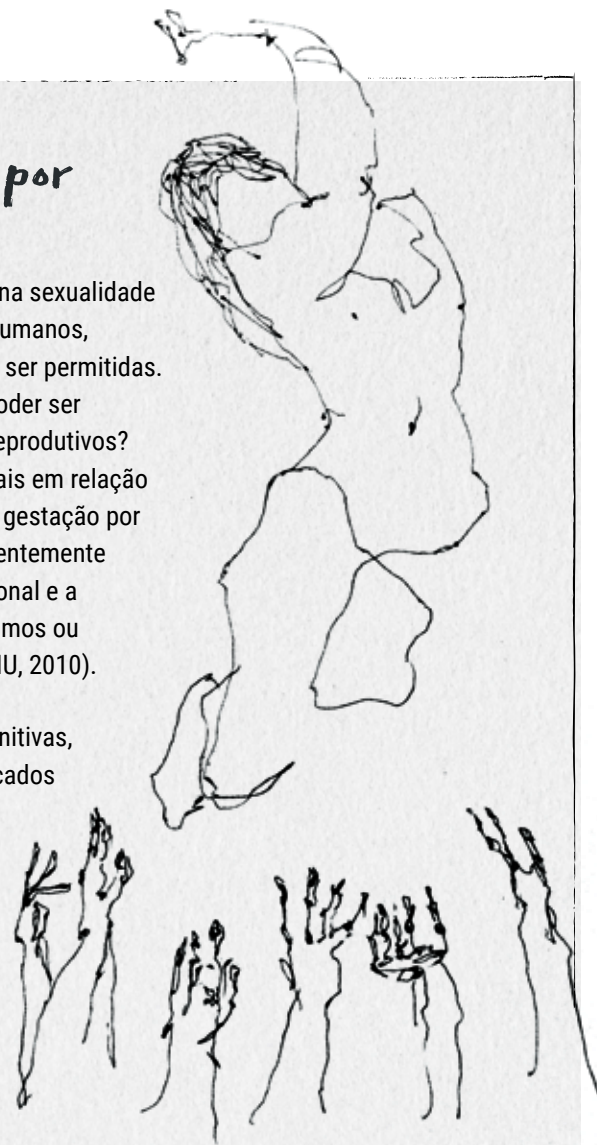 por
na sexualidade
umanos,
ser permitidas.
oder ser
eprodutivos?
ais em relação
gestação por
entemente
onal e a
mos ou
IU, 2010).
nitivas,
cados